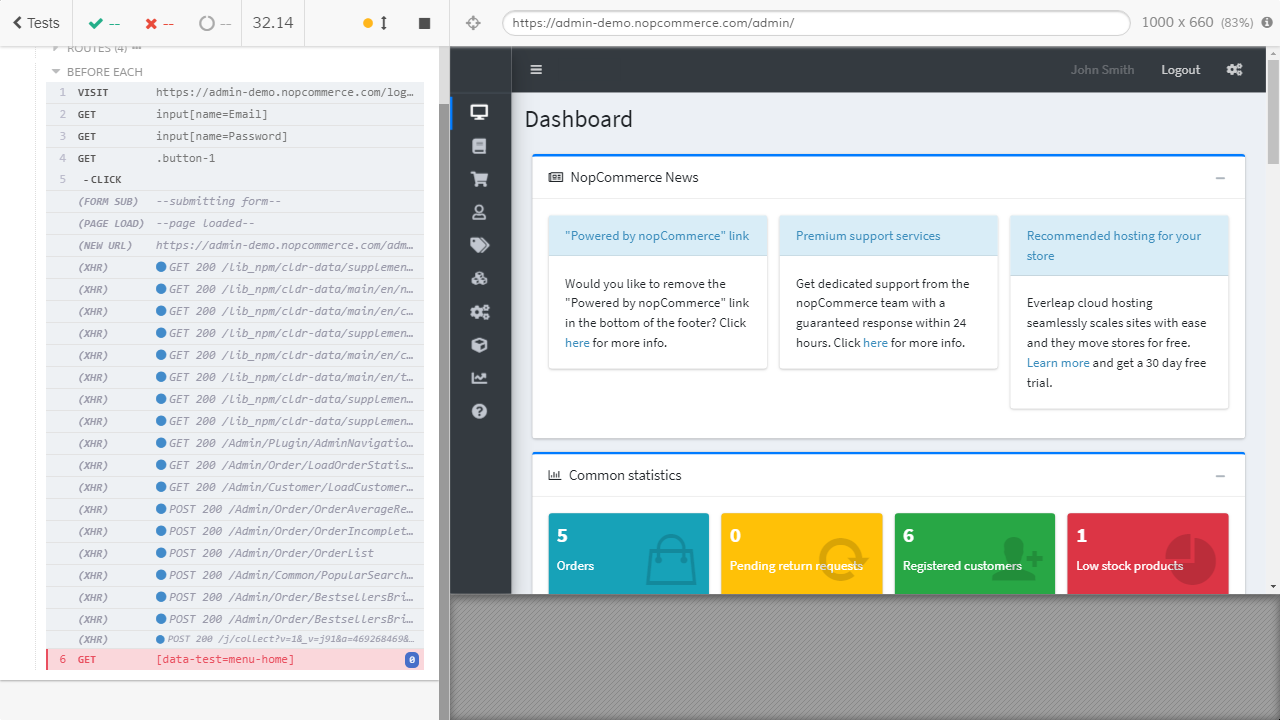 Tests
--
--
--
32.14
https://admin-demo.nopcommerce.com/admin/
1000 x 660 (83%)
ROUTES (4)
BEFORE EACH
1 VISIT https://admin-demo.nopcommerce.com/log…
2 GET input[name=Email]
3 GET input[name=Password]
4 GET .button-1
5 -CLICK
(FORM SUB) --submitting form--
(PAGE LOAD) --page loaded--
(NEW URL) https://admin-demo.nopcommerce.com/adm…
(XHR) GET 200 /lib_npm/cldr-data/supplemen…
(XHR) GET 200 /lib_npm/cldr-data/main/en/n…
(XHR) GET 200 /lib_npm/cldr-data/main/en/c…
(XHR) GET 200 /lib_npm/cldr-data/supplemen…
(XHR) GET 200 /lib_npm/cldr-data/main/en/c…
(XHR) GET 200 /lib_npm/cldr-data/main/en/t…
(XHR) GET 200 /lib_npm/cldr-data/supplemen…
(XHR) GET 200 /lib_npm/cldr-data/supplemen…
(XHR) GET 200 /Admin/Plugin/AdminNavigatio…
(XHR) GET 200 /Admin/Order/LoadOrderStatis…
(XHR) GET 200 /Admin/Customer/LoadCustomer…
(XHR) POST 200 /Admin/Order/OrderAverageRe…
(XHR) POST 200 /Admin/Order/OrderIncomplet…
(XHR) POST 200 /Admin/Order/OrderList
(XHR) POST 200 /Admin/Common/PopularSearch…
(XHR) POST 200 /Admin/Order/BestsellersBri…
(XHR) POST 200 /Admin/Order/BestsellersBri…
(XHR) POST 200 /j/collect?v=1&_v=j91&a=469268469&…
6 GET [data-test=menu-home] 0
John Smith
Logout
Dashboard
NopCommerce News
"Powered by nopCommerce" link
Would you like to remove the
"Powered by nopCommerce" link
in the bottom of the footer? Click
here for more info.
Premium support services
Get dedicated support from the
nopCommerce team with a
guaranteed response within 24
hours. Click here for more info.
Recommended hosting for your
store
Everleap cloud hosting
seamlessly scales sites with ease
and they move stores for free.
Learn more and get a 30 day free
trial.
Common statistics
5
Orders
0
Pending return requests
6
Registered customers
1
Low stock products